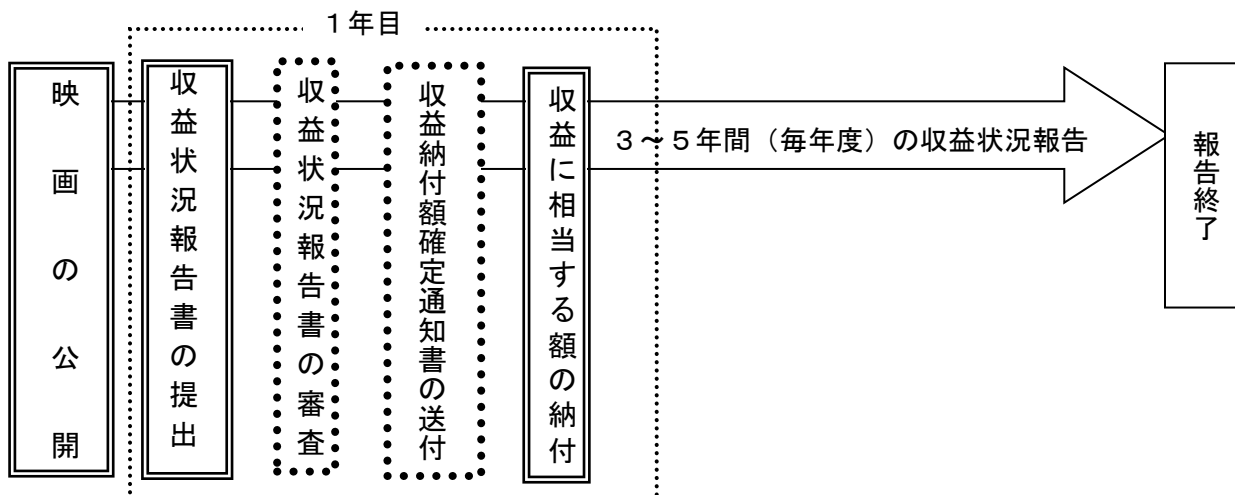 １年目
映画の公開
収益状況報告書の提出
収益状況報告書の審査
収益納付額確定通知書の送付
収益に相当する額の納付
３～５年間（毎年度）の収益状況報告
報告終了